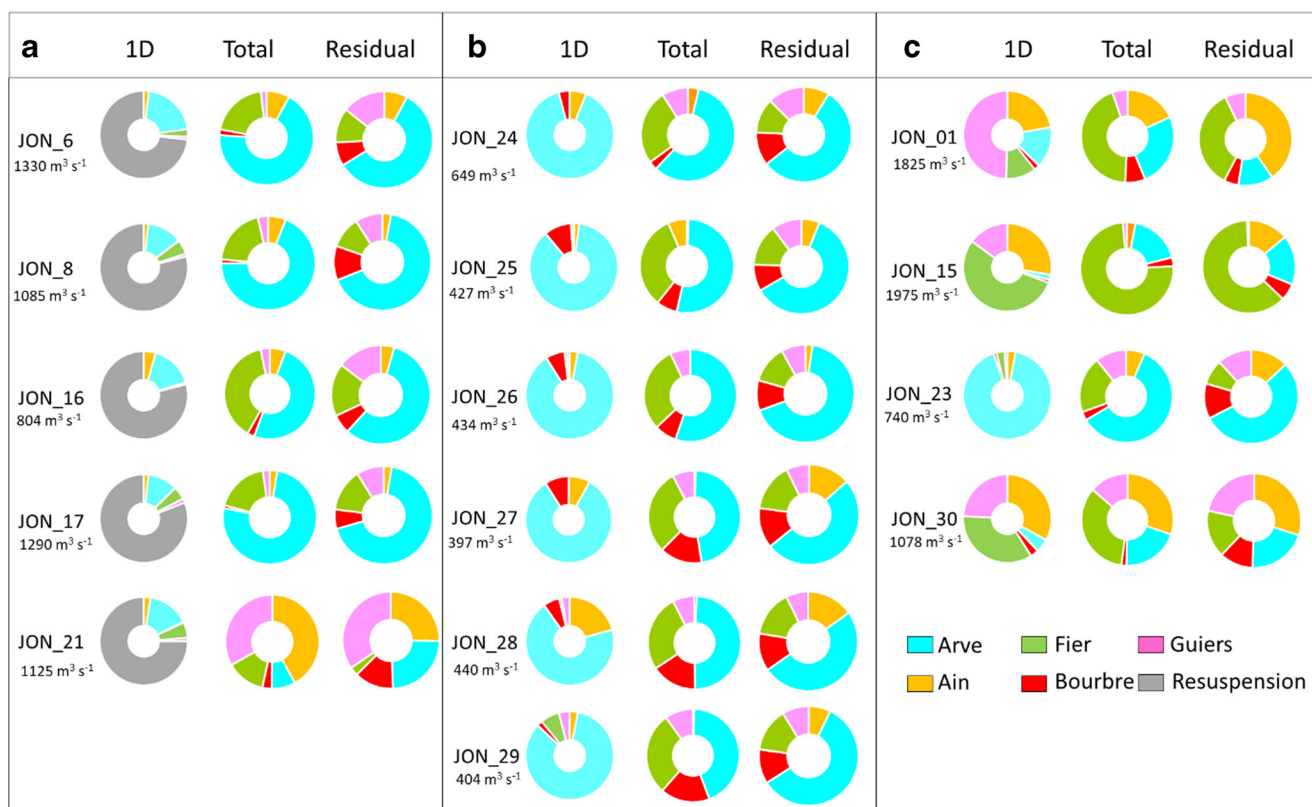 a 1D Total Residual
b 1D Total Residual
c 1D Total Residual
JON_6
1330 m³ s⁻¹
JON_8
1085 m³ s⁻¹
JON_16
804 m³ s⁻¹
JON_17
1290 m³ s⁻¹
JON_21
1125 m³ s⁻¹
JON_24
649 m³ s⁻¹
JON_25
427 m³ s⁻¹
JON_26
434 m³ s⁻¹
JON_27
397 m³ s⁻¹
JON_28
440 m³ s⁻¹
JON_29
404 m³ s⁻¹
JON_01
1825 m³ s⁻¹
JON_15
1975 m³ s⁻¹
JON_23
740 m³ s⁻¹
JON_30
1078 m³ s⁻¹
Arve Fier Guiers
Ain Bourbre Resuspension